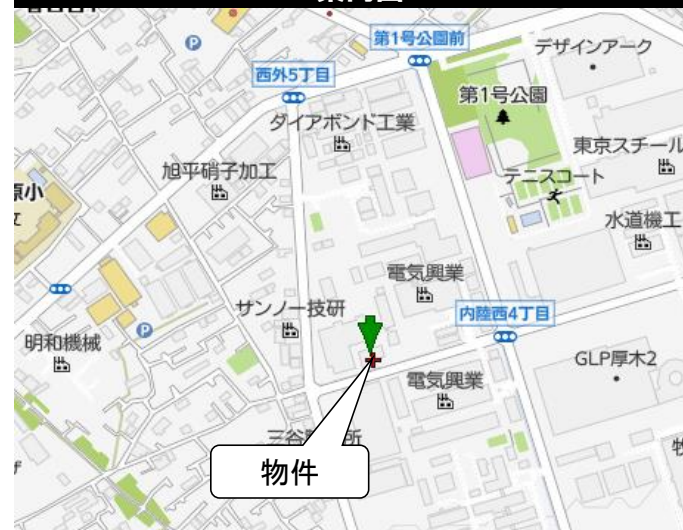 第1号公園前
デザインアーク
西外5丁目
第1号公園
ダイアボンド工業
東京スチール
旭平硝子加工
テニスコート
原小
水道機工
電気興業
サンノー技研
内陸西4丁目
明和機械
GLP厚木2
電気興業
物件
P
P